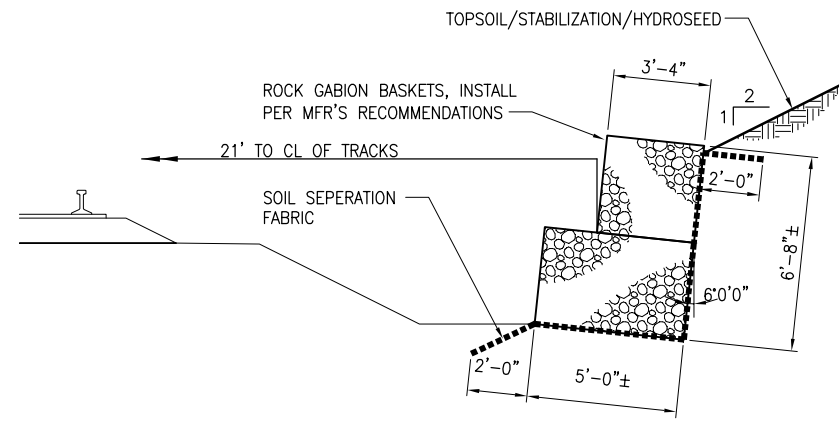 TOPSOIL/STABILIZATION/HYDROSEED
3'-4"
ROCK GABION BASKETS, INSTALL
PER MFR'S RECOMMENDATIONS
2
1
21' TO CL OF TRACKS
2'-0"
SOIL SEPERATION
FABRIC
6'-8"±
6°0'0"
2'-0"
5'-0"±